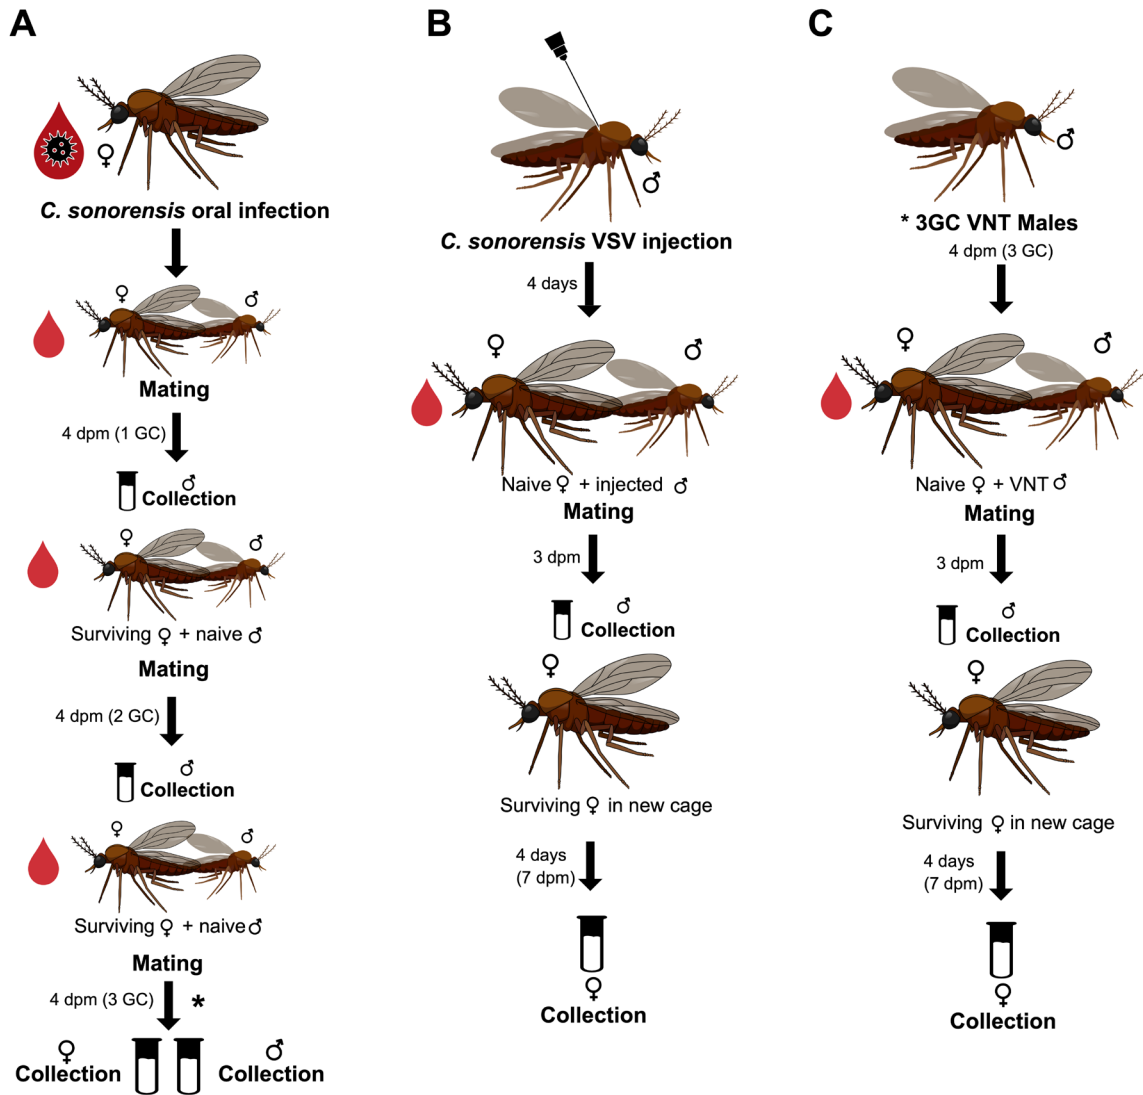 A
♀
C. sonorensis oral infection
♀ ♂
Mating
4 dpm (1 GC)
♂
Collection
♀ ♂
Surviving ♀ + naive ♂
Mating
4 dpm (2 GC)
♂
Collection
♀ ♂
Surviving ♀ + naive ♂
Mating
4 dpm (3 GC) *
♀
Collection
♂
Collection
B
♂
C. sonorensis VSV injection
4 days
♀ ♂
Naive ♀ + injected ♂
Mating
3 dpm
♂
Collection
♀
Surviving ♀ in new cage
4 days
(7 dpm)
♀
Collection
C
♂
* 3GC VNT Males
4 dpm (3 GC)
♀ ♂
Naive ♀ + VNT ♂
Mating
3 dpm
♂
Collection
♀
Surviving ♀ in new cage
4 days
(7 dpm)
♀
Collection